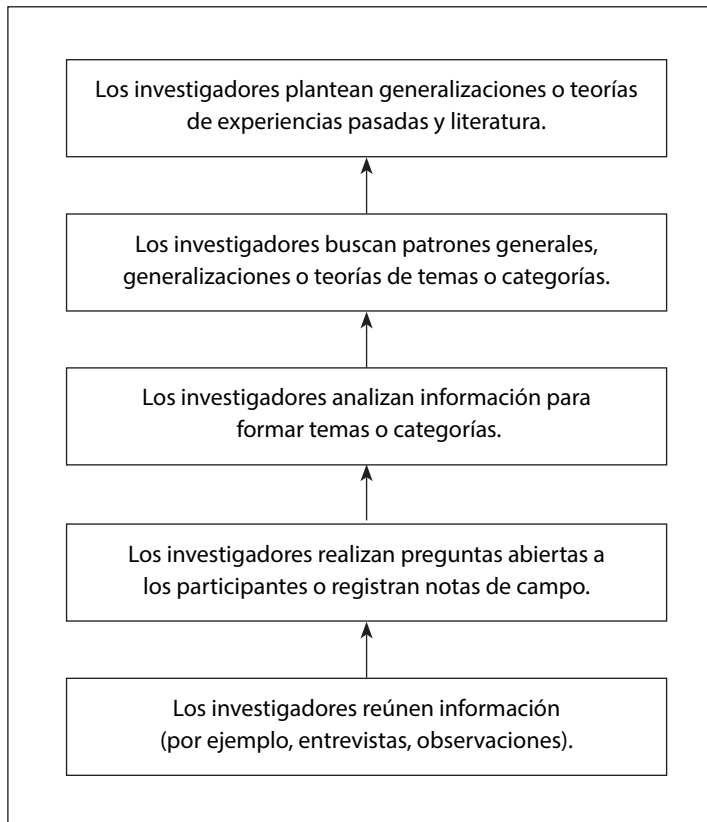 Los investigadores plantean generalizaciones o teorías
de experiencias pasadas y literatura.
Los investigadores buscan patrones generales,
generalizaciones o teorías de temas o categorías.
Los investigadores analizan información para
formar temas o categorías.
Los investigadores realizan preguntas abiertas a
los participantes o registran notas de campo.
Los investigadores reúnen información
(por ejemplo, entrevistas, observaciones).